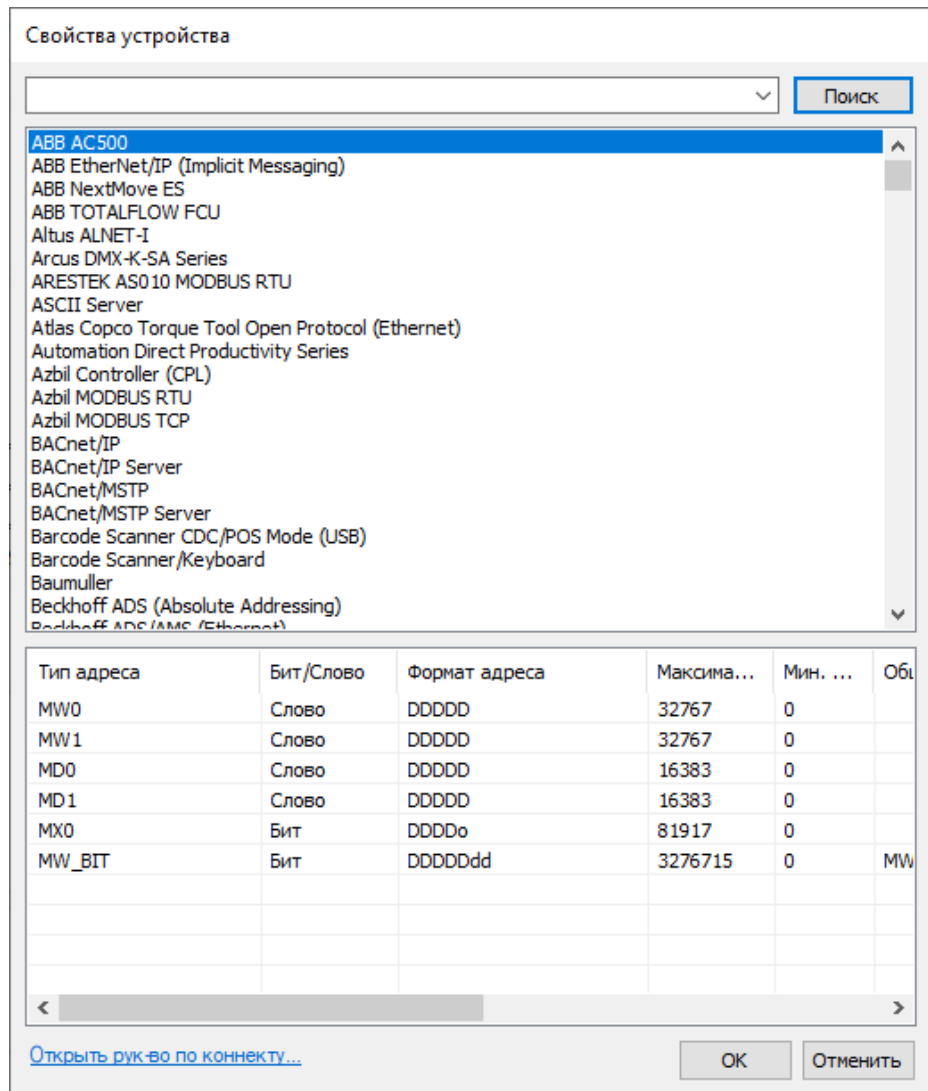 Свойства устройства
Поиск
ABB AC500
ABB EtherNet/IP (Implicit Messaging)
ABB NextMove ES
ABB TOTALFLOW FCU
Altus ALNET-I
Arcus DMX-K-SA Series
ARESTEK AS010 MODBUS RTU
ASCII Server
Atlas Copco Torque Tool Open Protocol (Ethernet)
Automation Direct Productivity Series
Azbil Controller (CPL)
Azbil MODBUS RTU
Azbil MODBUS TCP
BACnet/IP
BACnet/IP Server
BACnet/MSTP
BACnet/MSTP Server
Barcode Scanner CDC/POS Mode (USB)
Barcode Scanner/Keyboard
Baumuller
Beckhoff ADS (Absolute Addressing)
Beckhoff ADS/AMS (Ethernet)
Тип адреса Бит/Слово Формат адреса Максима... Мин. ... Общ
MW0 Слово DDDDD 32767 0
MW1 Слово DDDDD 32767 0
MD0 Слово DDDDD 16383 0
MD1 Слово DDDDD 16383 0
MX0 Бит DDDDo 81917 0
MW_BIT Бит DDDDDdd 3276715 0 MW
Открыть рук-во по коннекту...
OK Отменить